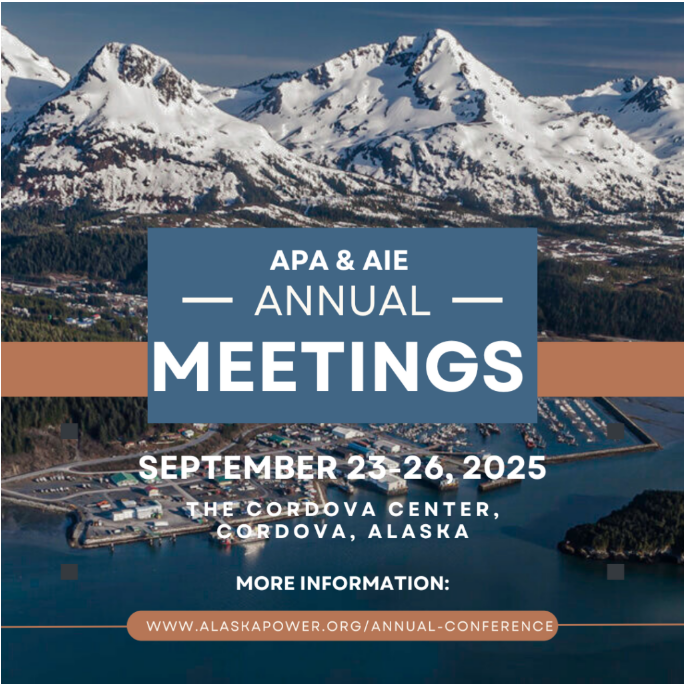 APA & AIE
ANNUAL
MEETINGS
SEPTEMBER 23-26, 2025
THE CORDOVA CENTER,
CORDOVA, ALASKA
MORE INFORMATION:
WWW.ALASKAPOWER.ORG/ANNUAL-CONFERENCE